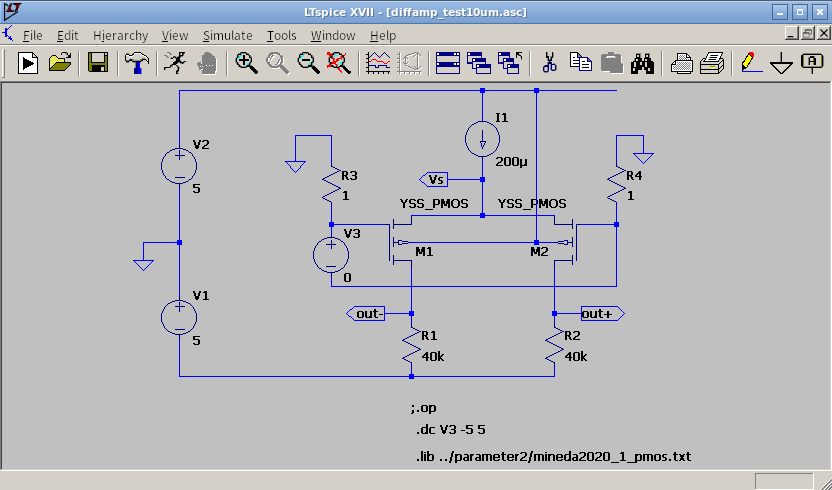 LTspice XVII - [diffamp_test10um.asc]
File Edit Hierarchy View Simulate Tools Window Help
I1
V2
200µ
R3
Vs
R4
5
1
1
YSS_PMOS
YSS_PMOS
V3
M1
M2
0
V1
out-
out+
5
R1
R2
40k
40k
;.op
.dc V3 -5 5
.lib ../parameter2/mineda2020_1_pmos.txt